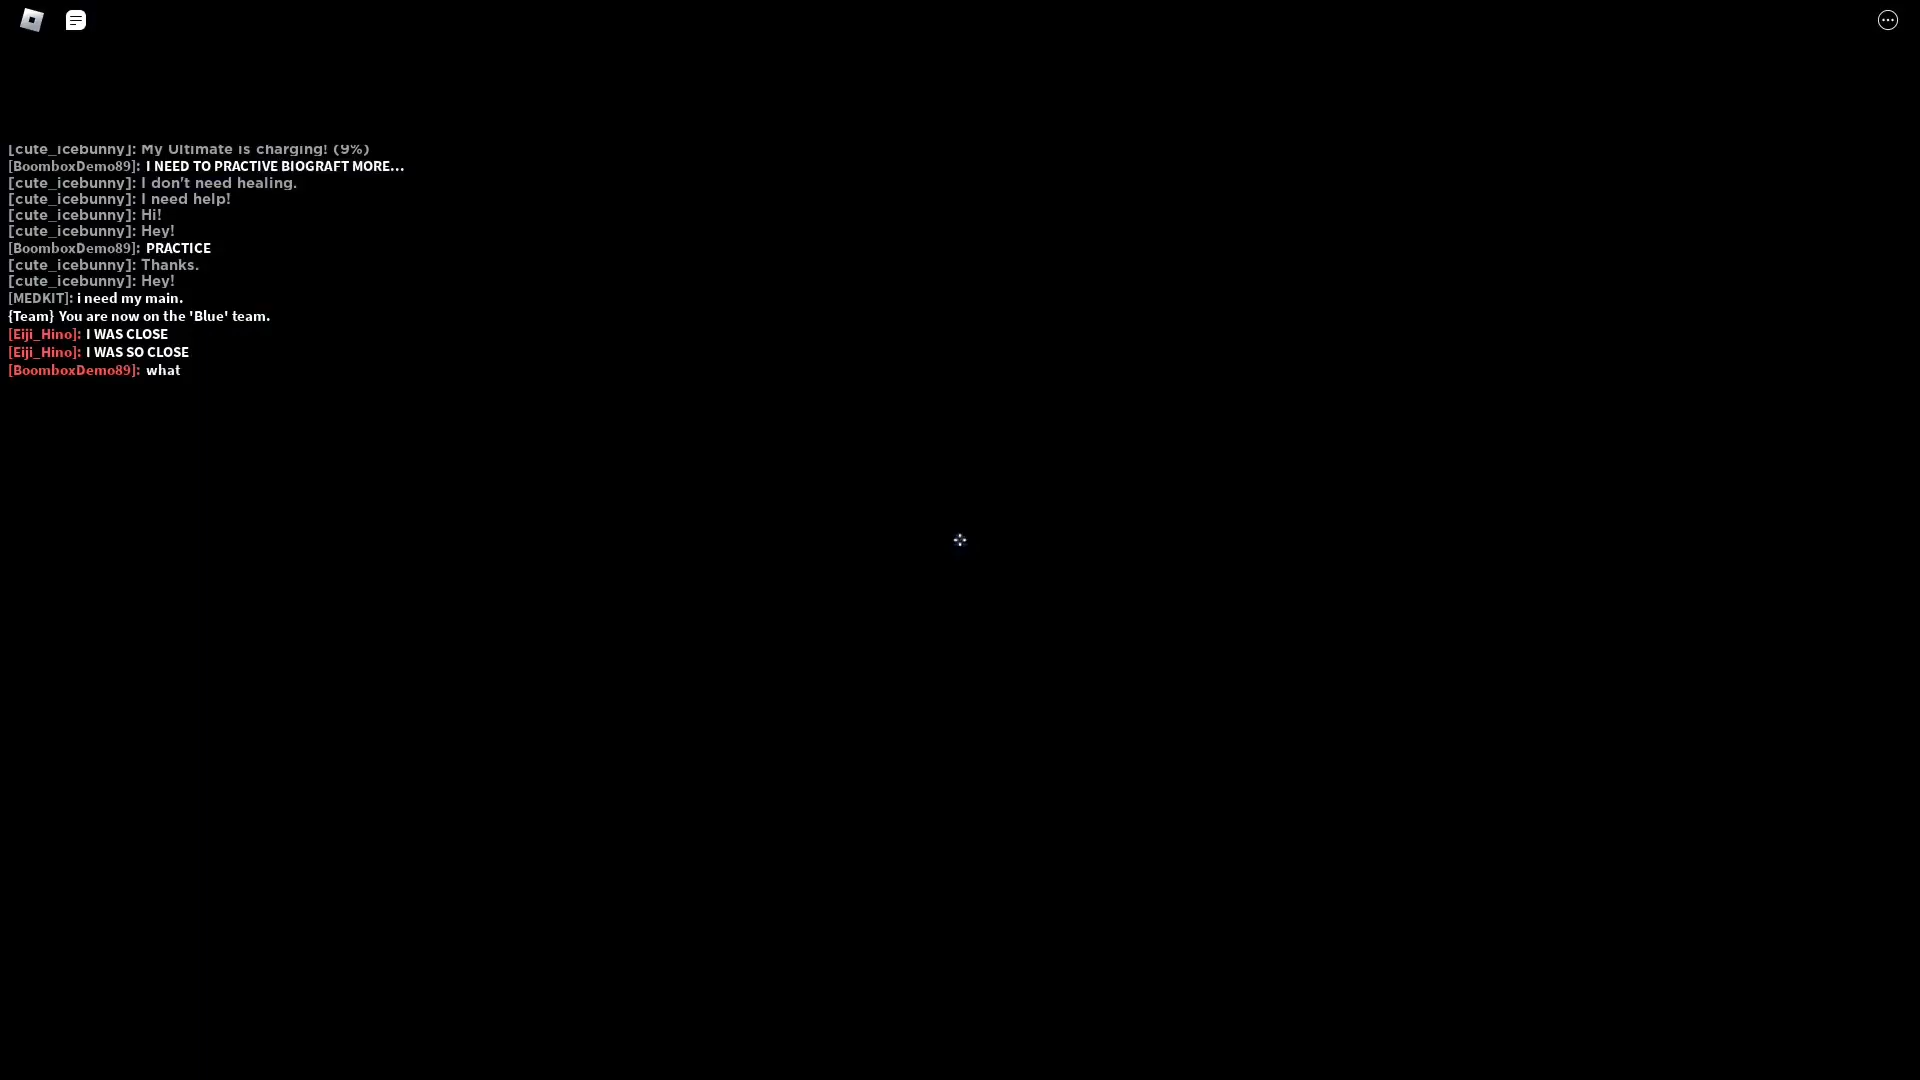 [cute_icebunny]: My Ultimate is charging! (9%)
[BoomboxDemo89]: I NEED TO PRACTIVE BIOGRAFT MORE...
[cute_icebunny]: I don't need healing.
[cute_icebunny]: I need help!
[cute_icebunny]: Hi!
[cute_icebunny]: Hey!
[BoomboxDemo89]: PRACTICE
[cute_icebunny]: Thanks.
[cute_icebunny]: Hey!
[MEDKIT]: i need my main.
{Team} You are now on the 'Blue' team.
[Eiji_Hino]: I WAS CLOSE
[Eiji_Hino]: I WAS SO CLOSE
[BoomboxDemo89]: what